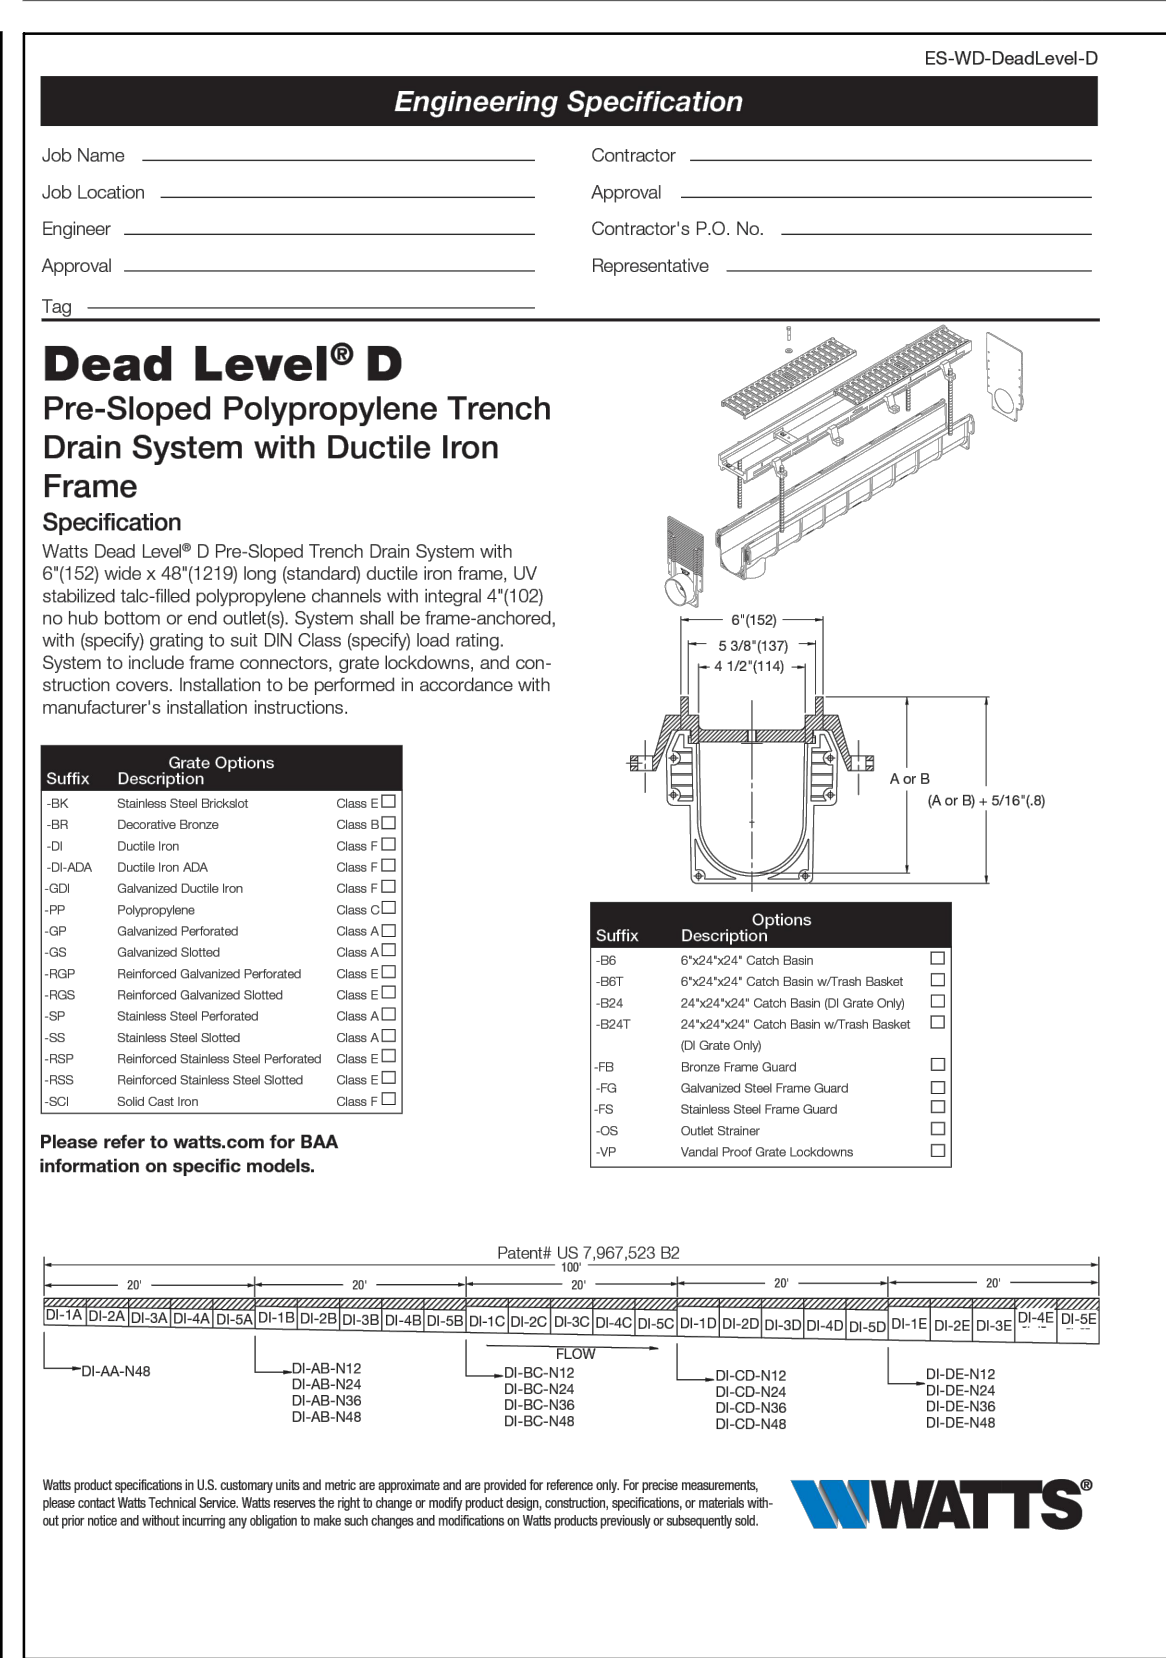 ES-WD-DeadLevel-D
Engineering Specification
Job Name
Contractor
Job Location
Approval
Engineer
Contractor's P.O. No.
Approval
Representative
Tag
Dead Level® D
Pre-Sloped Polypropylene Trench
Drain System with Ductile Iron
Frame
Specification
Watts Dead Level® D Pre-Sloped Trench Drain System with
6"(152) wide x 48"(1219) long (standard) ductile iron frame, UV
stabilized talc-filled polypropylene channels with integral 4"(102)
no hub bottom or end outlet(s). System shall be frame-anchored,
with (specify) grating to suit DIN Class (specify) load rating.
System to include frame connectors, grate lockdowns, and con-
struction covers. Installation to be performed in accordance with
manufacturer's installation instructions.
6"(152)
5 3/8"(137)
4 1/2"(114)
A or B
(A or B) + 5/16"(.8)
Grate Options
Suffix Description
-BK Stainless Steel Brickslot Class E
-BR Decorative Bronze Class B
-DI Ductile Iron Class F
-DI-ADA Ductile Iron ADA Class F
-GDI Galvanized Ductile Iron Class F
-PP Polypropylene Class C
-GP Galvanized Perforated Class A
-GS Galvanized Slotted Class A
-RGP Reinforced Galvanized Perforated Class E
-RGS Reinforced Galvanized Slotted Class E
-SP Stainless Steel Perforated Class A
-SS Stainless Steel Slotted Class A
-RSP Reinforced Stainless Steel Perforated Class E
-RSS Reinforced Stainless Steel Slotted Class E
-SCI Solid Cast Iron Class F
Please refer to watts.com for BAA
information on specific models.
Options
Suffix Description
-B6 6"x24"x24" Catch Basin
-B6T 6"x24"x24" Catch Basin w/Trash Basket
-B24 24"x24"x24" Catch Basin (DI Grate Only)
-B24T 24"x24"x24" Catch Basin w/Trash Basket
(DI Grate Only)
-FB Bronze Frame Guard
-FG Galvanized Steel Frame Guard
-FS Stainless Steel Frame Guard
-OS Outlet Strainer
-VP Vandal Proof Grate Lockdowns
Patent# US 7,967,523 B2
100'
20' 20' 20' 20' 20'
DI-1A DI-2A DI-3A DI-4A DI-5A DI-1B DI-2B DI-3B DI-4B DI-5B DI-1C DI-2C DI-3C DI-4C DI-5C DI-1D DI-2D DI-3D DI-4D DI-5D DI-1E DI-2E DI-3E DI-4E DI-5E
FLOW
DI-AA-N48
DI-AB-N12
DI-AB-N24
DI-AB-N36
DI-AB-N48
DI-BC-N12
DI-BC-N24
DI-BC-N36
DI-BC-N48
DI-CD-N12
DI-CD-N24
DI-CD-N36
DI-CD-N48
DI-DE-N12
DI-DE-N24
DI-DE-N36
DI-DE-N48
Watts product specifications in U.S. customary units and metric are approximate and are provided for reference only. For precise measurements,
please contact Watts Technical Service. Watts reserves the right to change or modify product design, construction, specifications, or materials with-
out prior notice and without incurring any obligation to make such changes and modifications on Watts products previously or subsequently sold.
WATTS®